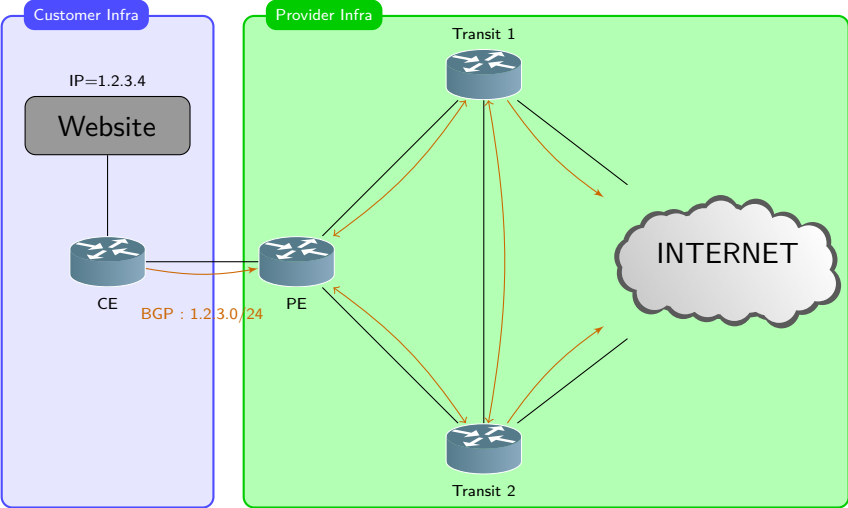 Customer Infra
Provider Infra
Transit 1
IP=1.2.3.4
Website
INTERNET
CE
PE
BGP : 1.2.3.0/24
Transit 2